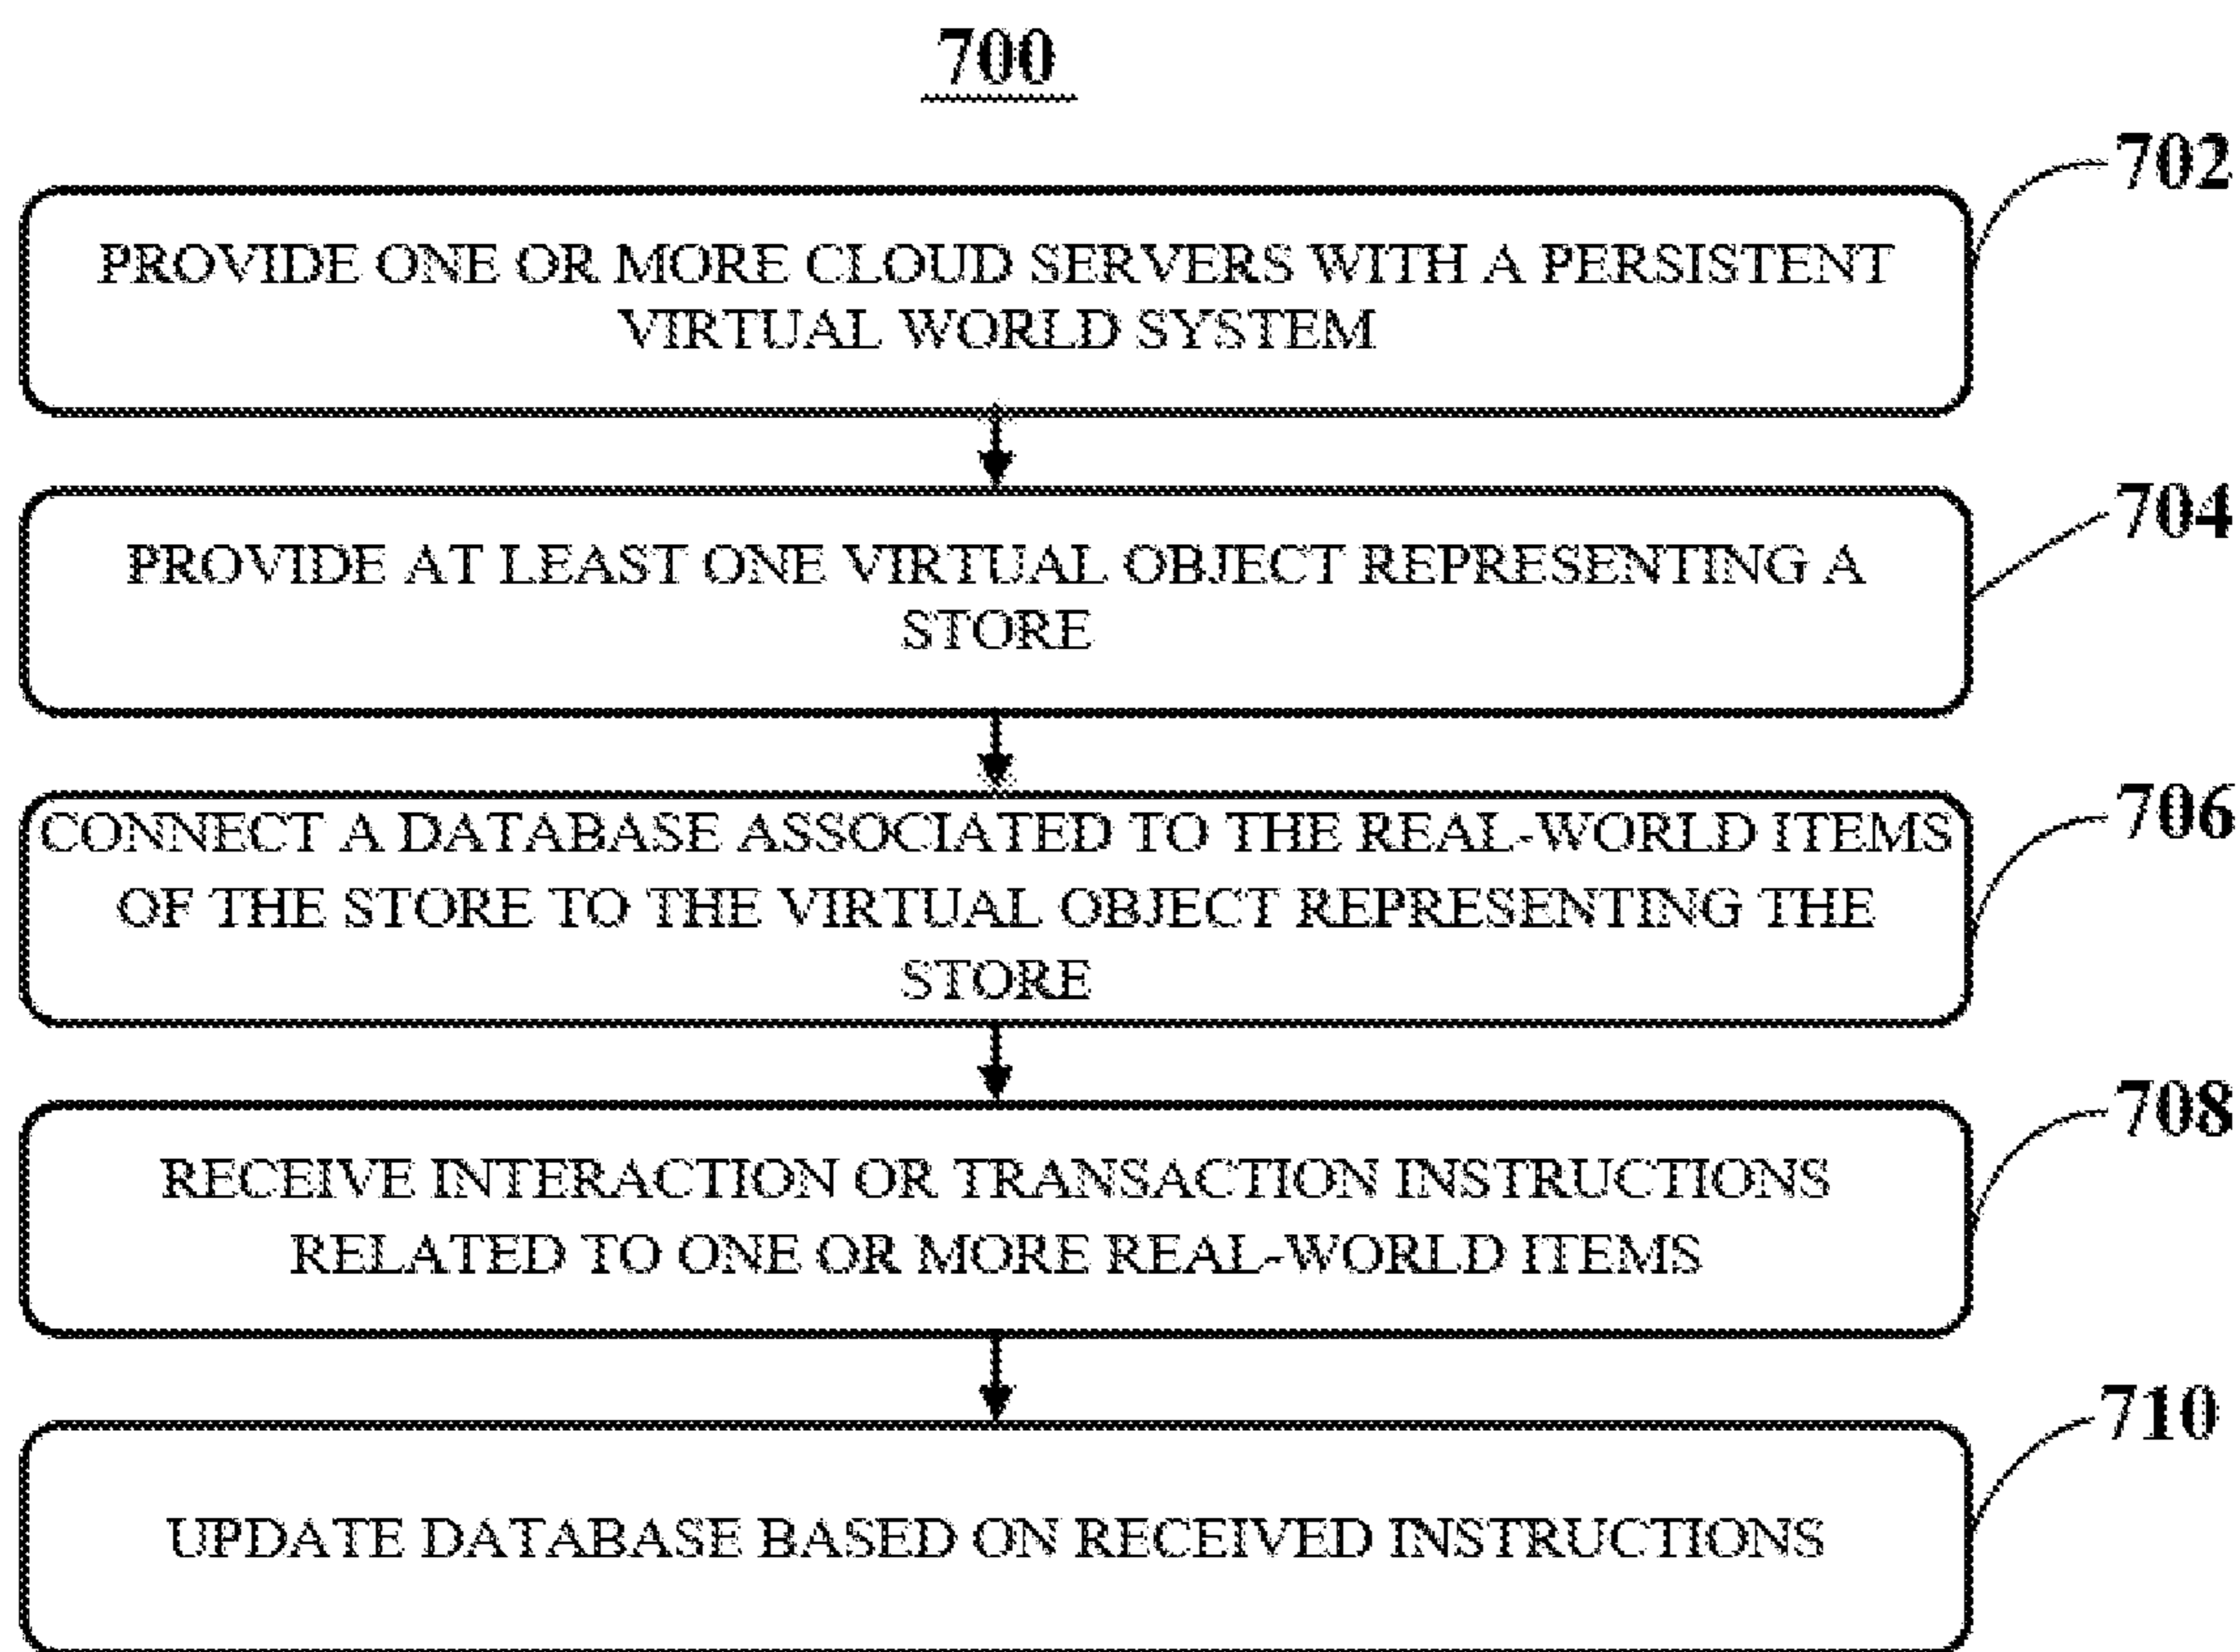 700
702
PROVIDE ONE OR MORE CLOUD SERVERS WITH A PERSISTENT
VIRTUAL WORLD SYSTEM
704
PROVIDE AT LEAST ONE VIRTUAL OBJECT REPRESENTING A
STORE
706
CONNECT A DATABASE ASSOCIATED TO THE REAL-WORLD ITEMS
OF THE STORE TO THE VIRTUAL OBJECT REPRESENTING THE
STORE
708
RECEIVE INTERACTION OR TRANSACTION INSTRUCTIONS
RELATED TO ONE OR MORE REAL-WORLD ITEMS
710
UPDATE DATABASE BASED ON RECEIVED INSTRUCTIONS